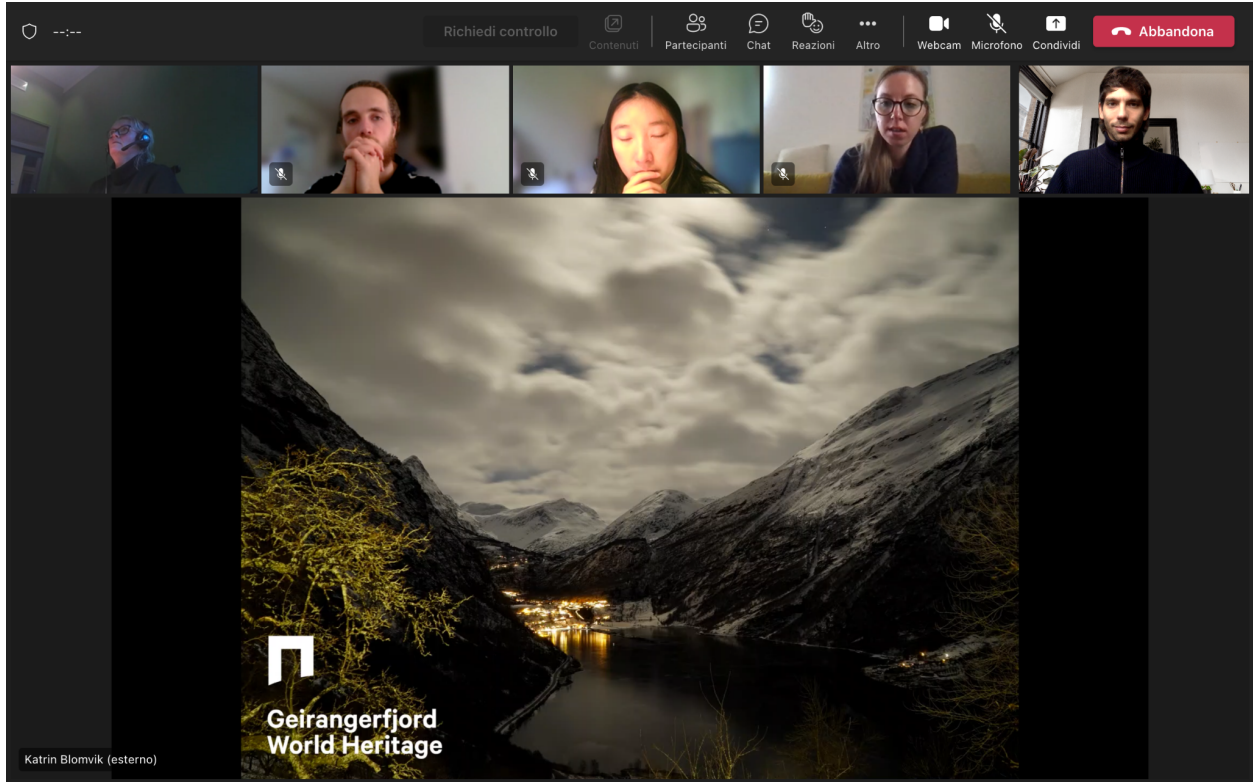 --:--
Richiedi controllo
Contenuti
Partecipanti
Chat
Reazioni
Altro
Webcam
Microfono
Condividi
Abbandona
Geirangerfjord
World Heritage
Katrin Blomvik (esterno)